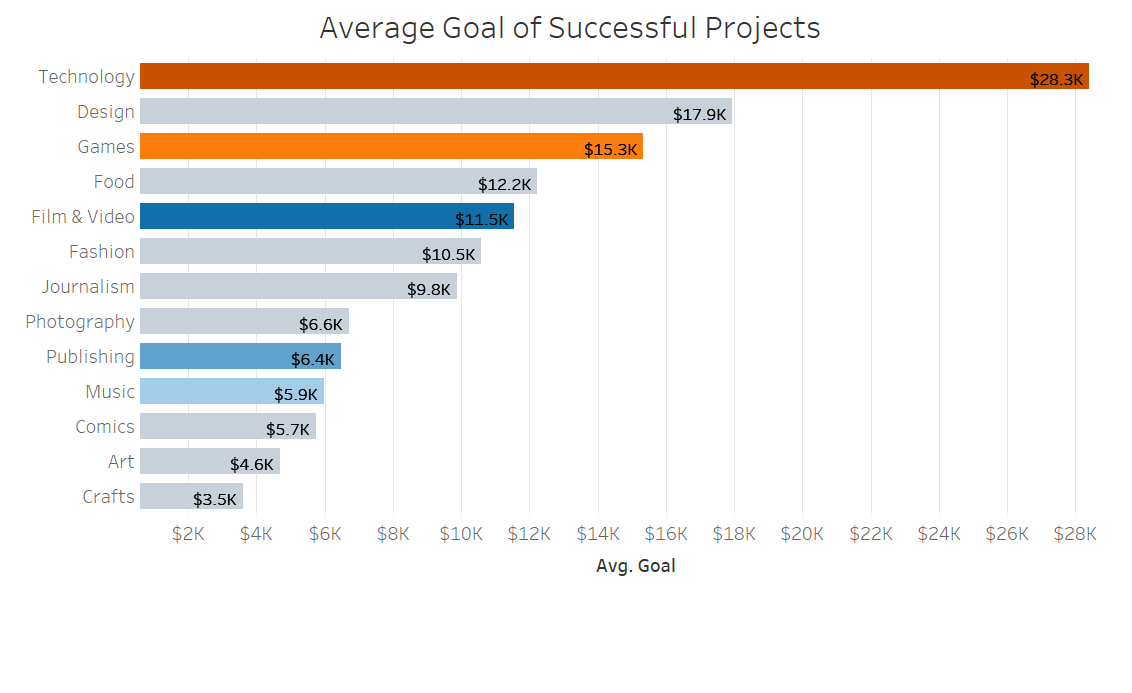 Average Goal of Successful Projects
Technology $28.3K
Design $17.9K
Games $15.3K
Food $12.2K
Film & Video $11.5K
Fashion $10.5K
Journalism $9.8K
Photography $6.6K
Publishing $6.4K
Music $5.9K
Comics $5.7K
Art $4.6K
Crafts $3.5K
$2K $4K $6K $8K $10K $12K $14K $16K $18K $20K $22K $24K $26K $28K
Avg. Goal